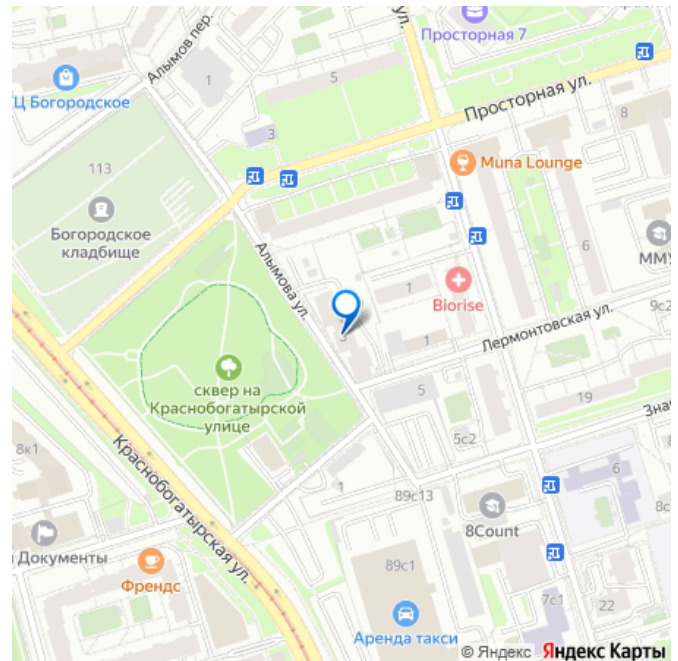 ул.
Просторная 7
Алымов пер.
Ц Богородское
1
5
3
Просторная ул.
8
113
Muna Lounge
Богородское
кладбище
Алымова ул.
6
ММУ
1
Biorise
9с2
3
1
Лермонтовская ул.
сквер на
Краснобогатырской
улице
5
19
Зна
5с2
8к1
Краснобогатырская ул.
1
89с13
6
8с
8Count
Документы
Френдс
89с1
7с1
22
Аренда такси
© Яндекс Яндекс Карты